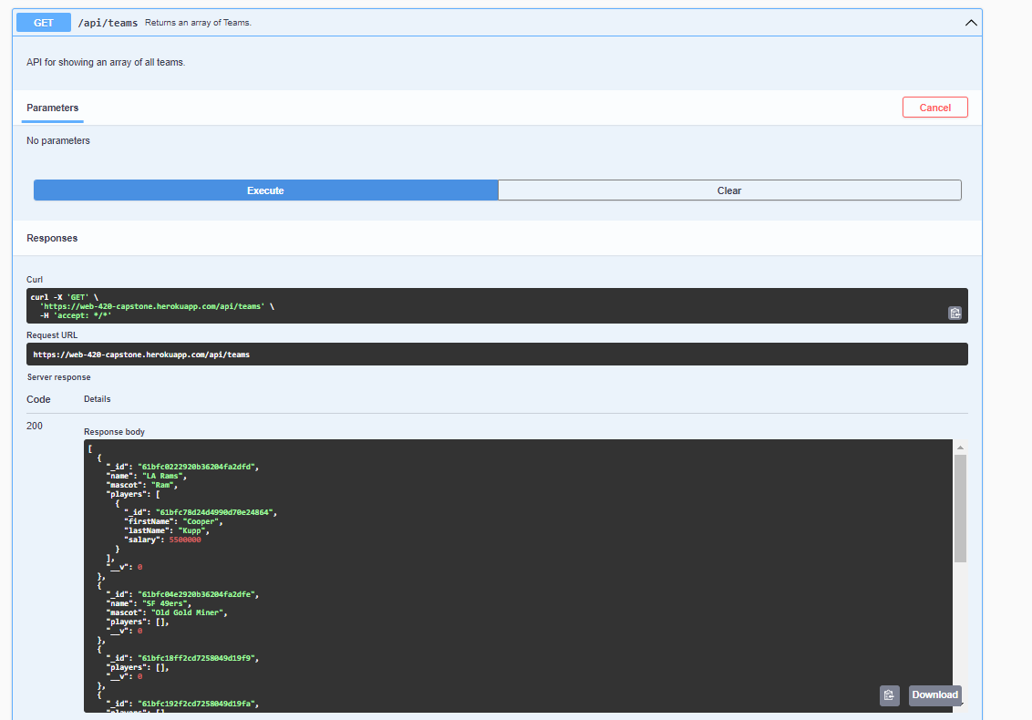 GET /api/teams Returns an array of Teams.
API for showing an array of all teams.
Parameters
Cancel
No parameters
Execute
Clear
Responses
Curl
curl -X 'GET' \
'https://web-420-capstone.herokuapp.com/api/teams' \
-H 'accept: */*'
Request URL
https://web-420-capstone.herokuapp.com/api/teams
Server response
Code Details
200
Response body
[
{
"_id": "61bfc0222920b36204fa2dfd",
"name": "LA Rams",
"mascot": "Ram",
"players": [
{
"_id": "61bfc78d24d4990d70e24864",
"firstName": "Cooper",
"lastName": "Kupp",
"salary": 5500000
}
],
"__v": 0
},
{
"_id": "61bfc04e2920b36204fa2dfe",
"name": "SF 49ers",
"mascot": "Old Gold Miner",
"players": [],
"__v": 0
},
{
"_id": "61bfc18ff2cd7258049d19f9",
"players": [],
"__v": 0
},
{
"_id": "61bfc192f2cd7258049d19fa",
"players": [],
Download